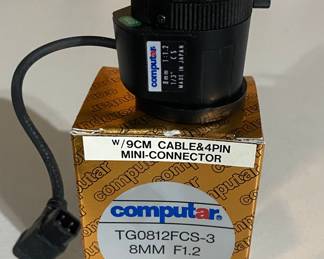 computar
8mm 1:1.2
1/3" CS
MADE IN JAPAN
W/9CM CABLE&4PIN
MINI-CONNECTOR
computar
computar
TG0812FCS-3
8MM F1.2